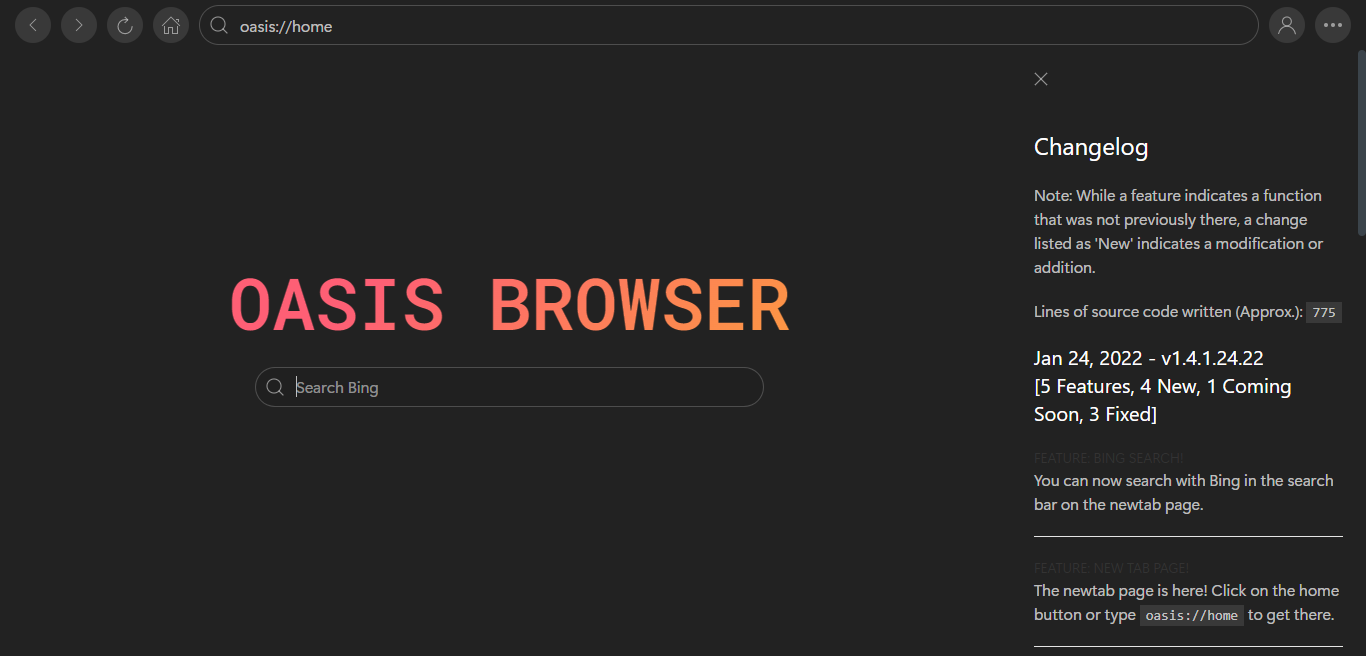 oasis://home
OASIS BROWSER
Search Bing
Changelog
Note: While a feature indicates a function
that was not previously there, a change
listed as 'New' indicates a modification or
addition.
Lines of source code written (Approx.): 775
Jan 24, 2022 - v1.4.1.24.22
[5 Features, 4 New, 1 Coming
Soon, 3 Fixed]
FEATURE: BING SEARCH!
You can now search with Bing in the search
bar on the newtab page.
FEATURE: NEW TAB PAGE!
The newtab page is here! Click on the home
button or type oasis://home to get there.